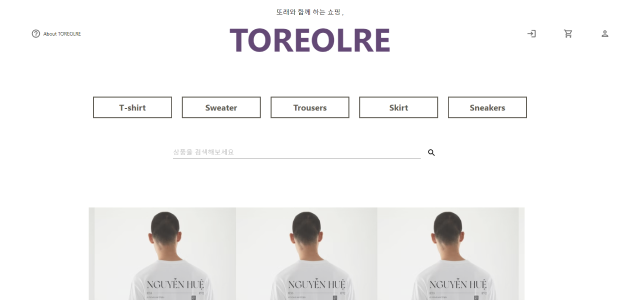 또래와 함께 하는 쇼핑,
TOREOLRE
About TOREOLRE
T-shirt
Sweater
Trousers
Skirt
Sneakers
상품을 검색해보세요
NGUYỄN HUỆ
NGUYỄN HUỆ
NGUYỄN HUỆ